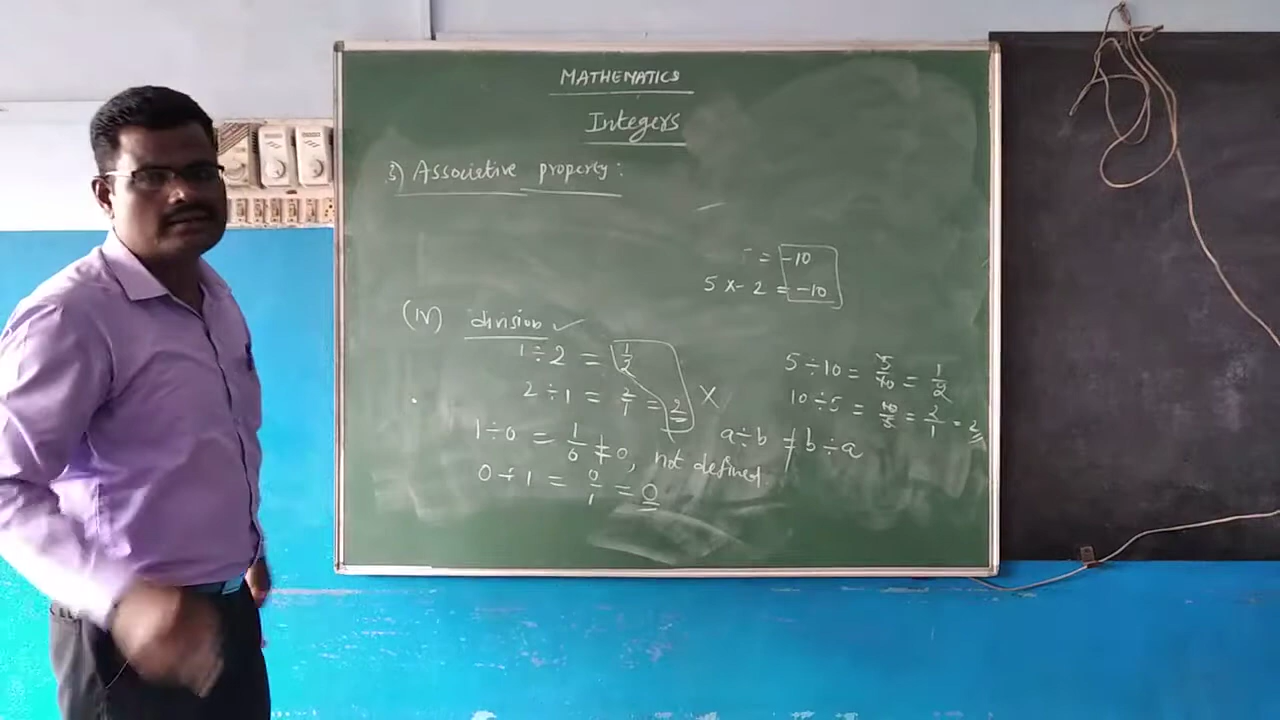 MATHEMATICS
Integers
3) Associative property:
5 = -10
5 x - 2 = -10
(iv) division ✓
1 ÷ 2 = 1/2
2 ÷ 1 = 2/1 = 2 X
5 ÷ 10 = 5/10 = 1/2
10 ÷ 5 = 10/5 = 2/1 = 2
1 ÷ 0 = 1/0 ≠ 0, not defined.
a ÷ b ≠ b ÷ a
0 ÷ 1 = 0/1 = 0